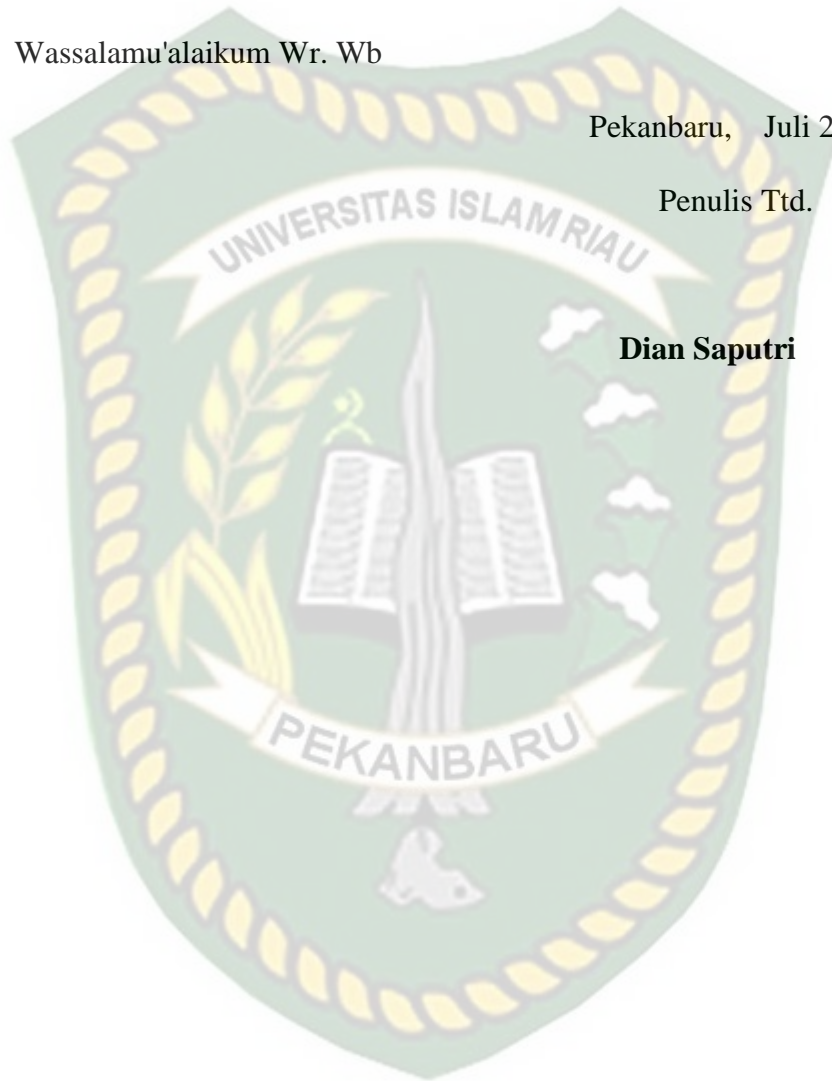 Wassalamu'alaikum Wr. Wb
Pekanbaru, Juli 2
Penulis Ttd.
UNIVERSITAS ISLAM RIAU
Dian Saputri
PEKANBARU